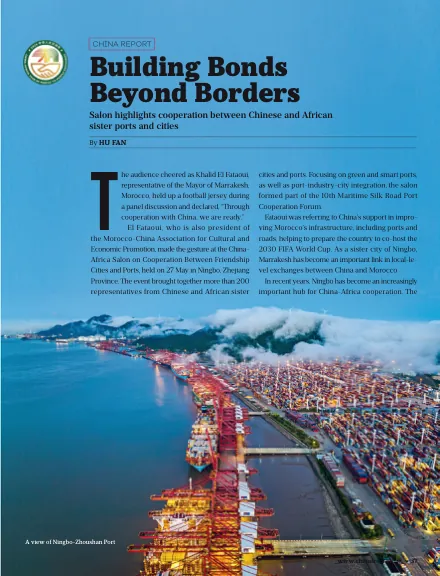 CHINA REPORT
Building Bonds
Beyond Borders
Salon highlights cooperation between Chinese and African
sister ports and cities
By HU FAN
The audience cheered as Khalid El Fataoui,
representative of the Mayor of Marrakesh,
Morocco, held up a football jersey during
a panel discussion and declared, "Through
cooperation with China, we are ready."
El Fataoui, who is also president of
the Morocco-China Association for Cultural and
Economic Promotion, made the gesture at the China-
Africa Salon on Cooperation Between Friendship
Cities and Ports, held on 27 May in Ningbo, Zhejiang
Province. The event brought together more than 200
representatives from Chinese and African sister
cities and ports. Focusing on green and smart ports,
as well as port-industry-city integration, the salon
formed part of the 10th Maritime Silk Road Port
Cooperation Forum.
Fataoui was referring to China's support in impro-
ving Morocco's infrastructure, including ports and
roads, helping to prepare the country to co-host the
2030 FIFA World Cup. As a sister city of Ningbo,
Marrakesh has become an important link in local-le-
vel exchanges between China and Morocco.
In recent years, Ningbo has become an increasingly
important hub for China-Africa cooperation. The
A view of Ningbo-Zhoushan Port